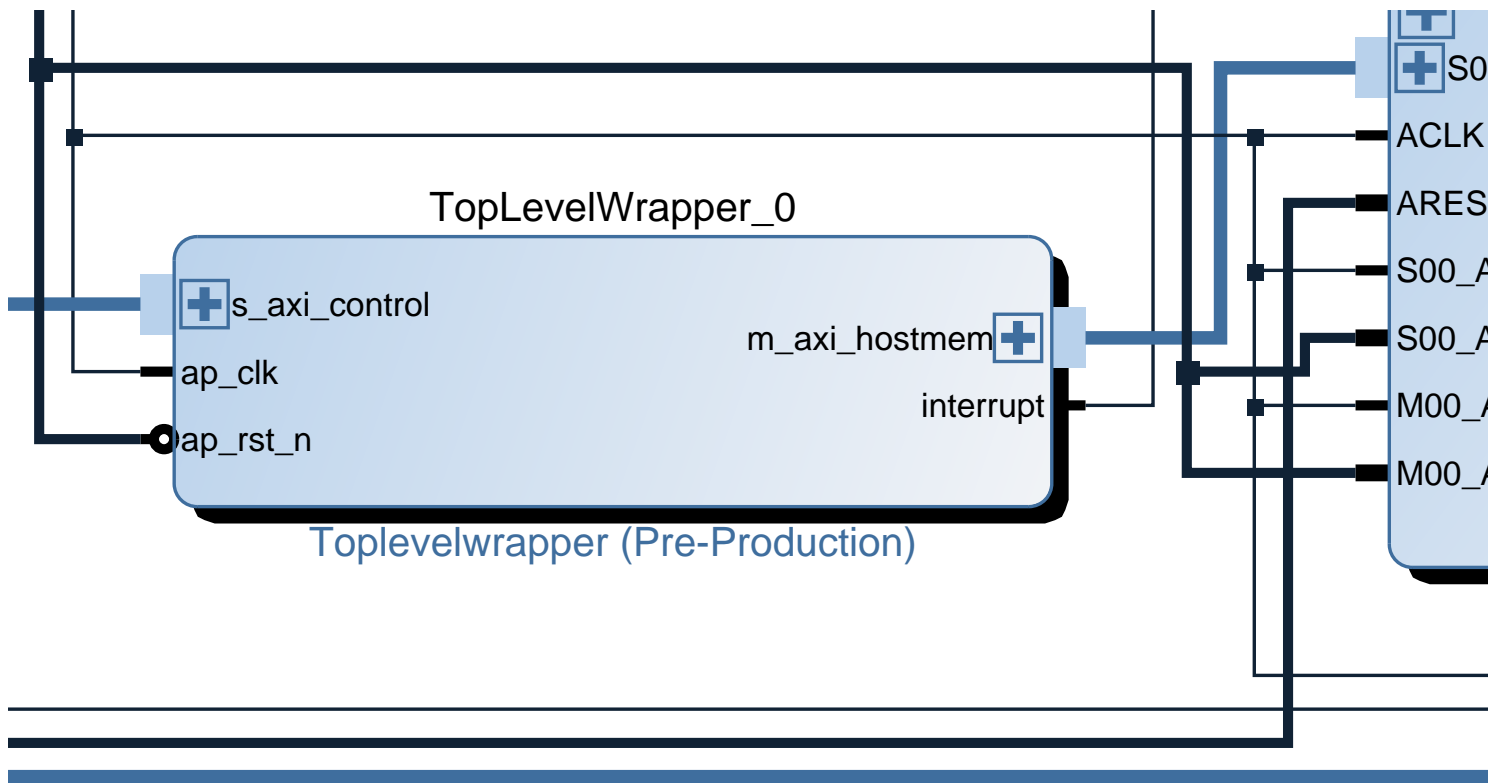 TopLevelWrapper_0
s_axi_control
ap_clk
ap_rst_n
m_axi_hostmem
interrupt
Toplevelwrapper (Pre-Production)
S0
ACLK
ARES
S00_A
S00_A
M00_A
M00_A